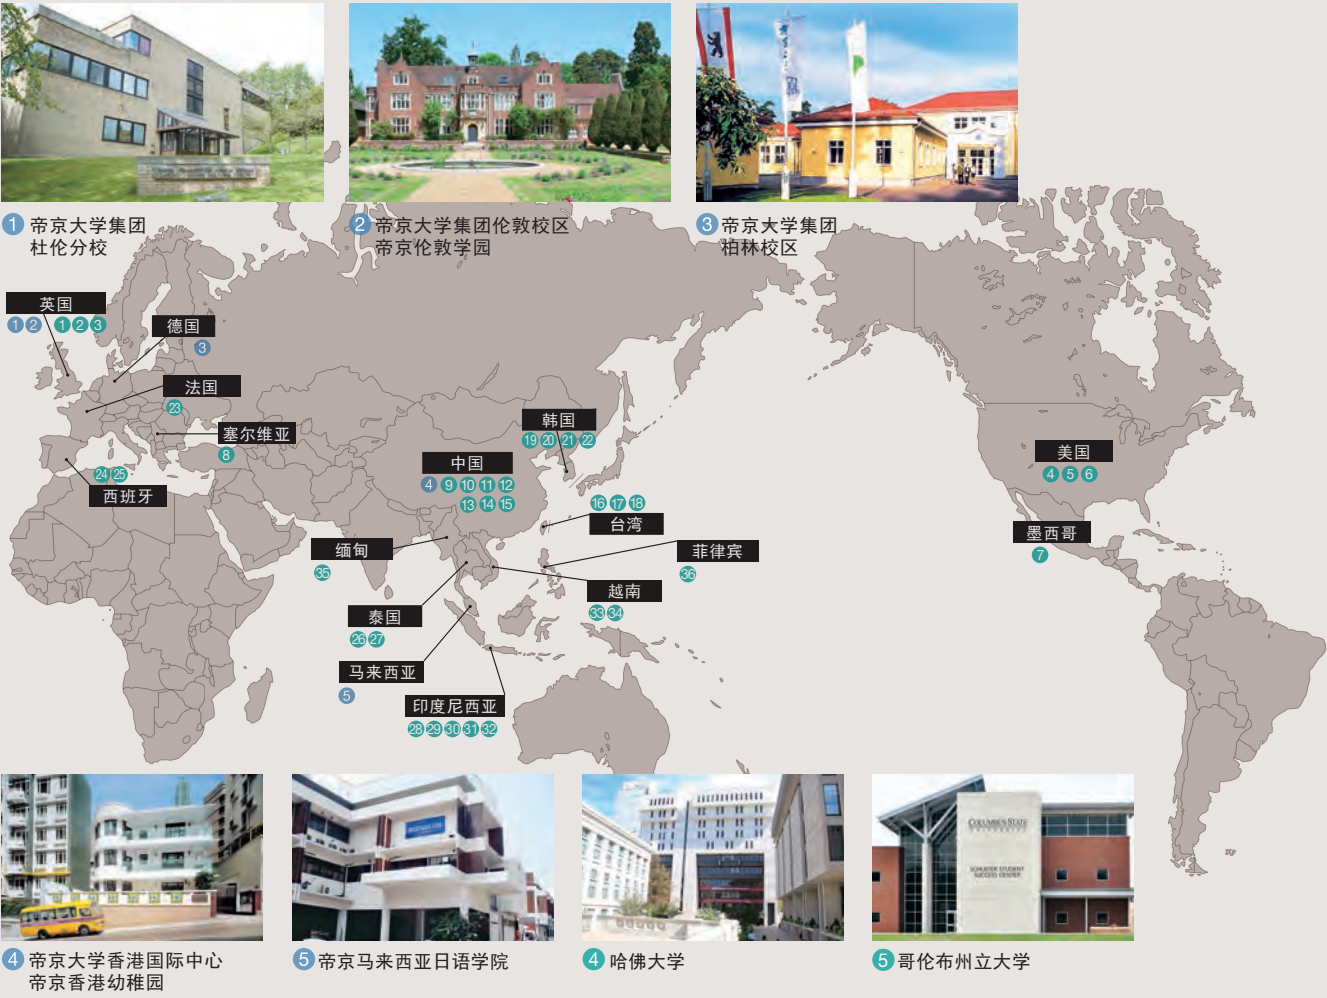 1 帝京大学集团
杜伦分校
2 帝京大学集团伦敦校区
帝京伦敦学园
3 帝京大学集团
柏林校区
英国
1 2 1 2 3
德国
3
法国
23
塞尔维亚
8
24 25
西班牙
韩国
19 20 21 22
中国
4 9 10 11 12
13 14 15
16 17 18
台湾
美国
4 5 6
墨西哥
7
缅甸
35
菲律宾
36
越南
33 34
泰国
26 27
马来西亚
5
印度尼西亚
28 29 30 31 32
COLUMBUS STATE
UNIVERSITY
SCHUSTER STUDENT
SUCCESS CENTER
4 帝京大学香港国际中心
帝京香港幼稚园
5 帝京马来西亚日语学院
4 哈佛大学
5 哥伦布州立大学